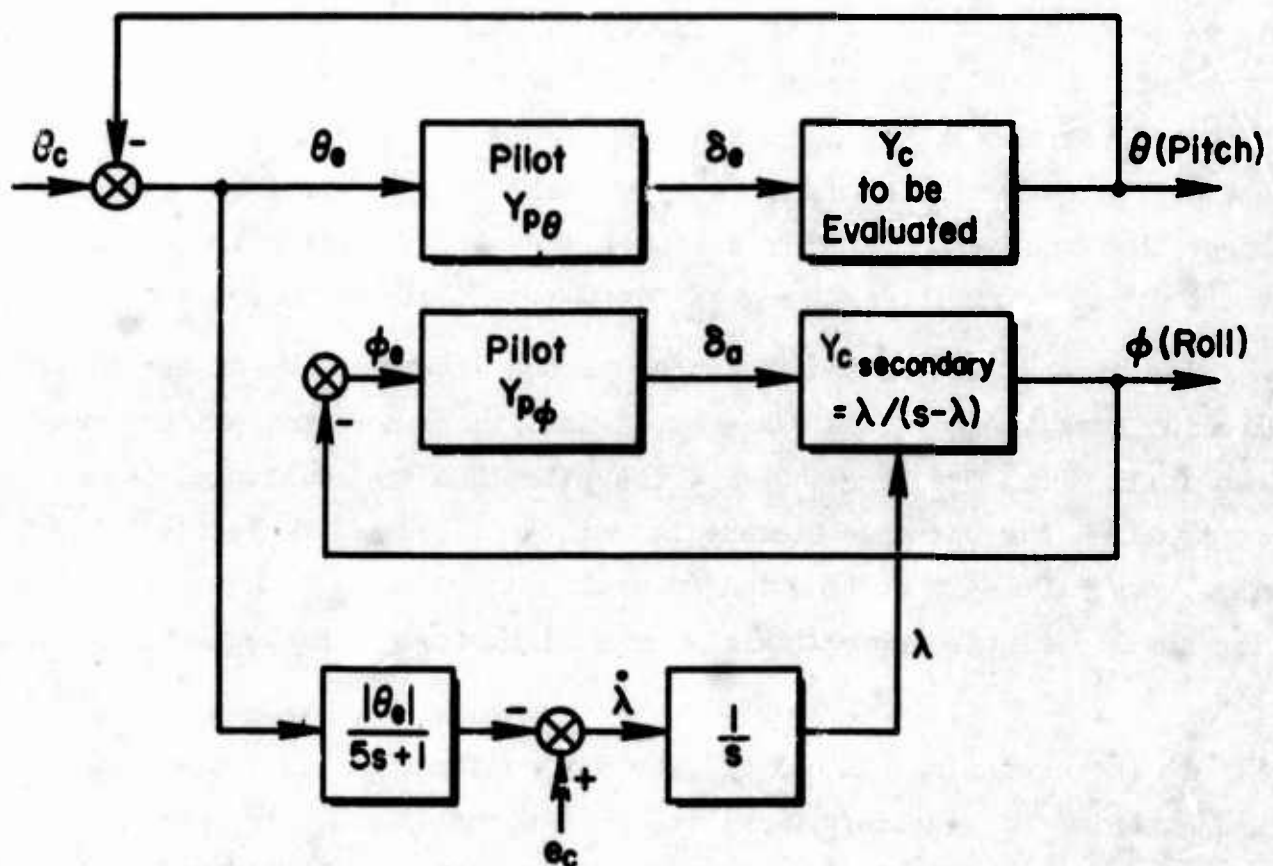 θc
-
θe
Pilot
Ypθ
δe
Yc
to be
Evaluated
θ (Pitch)
-
ϕe
Pilot
Ypϕ
δa
Yc secondary
= λ/(s-λ)
ϕ (Roll)
|θe|
5s+1
-
+
λ̇
1
s
λ
ec